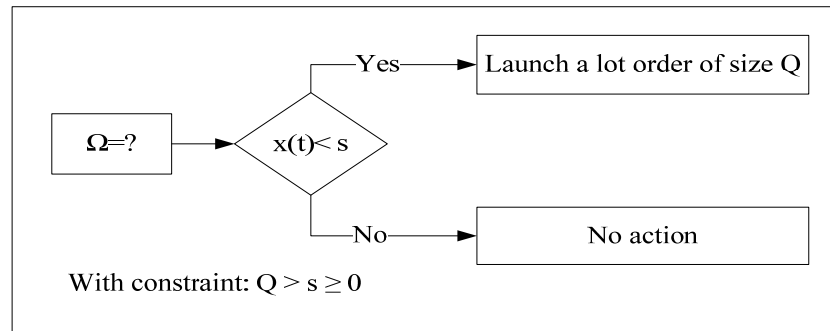 Yes
Launch a lot order of size Q
Ω=?
x(t)< s
No
No action
With constraint: Q > s ≥ 0